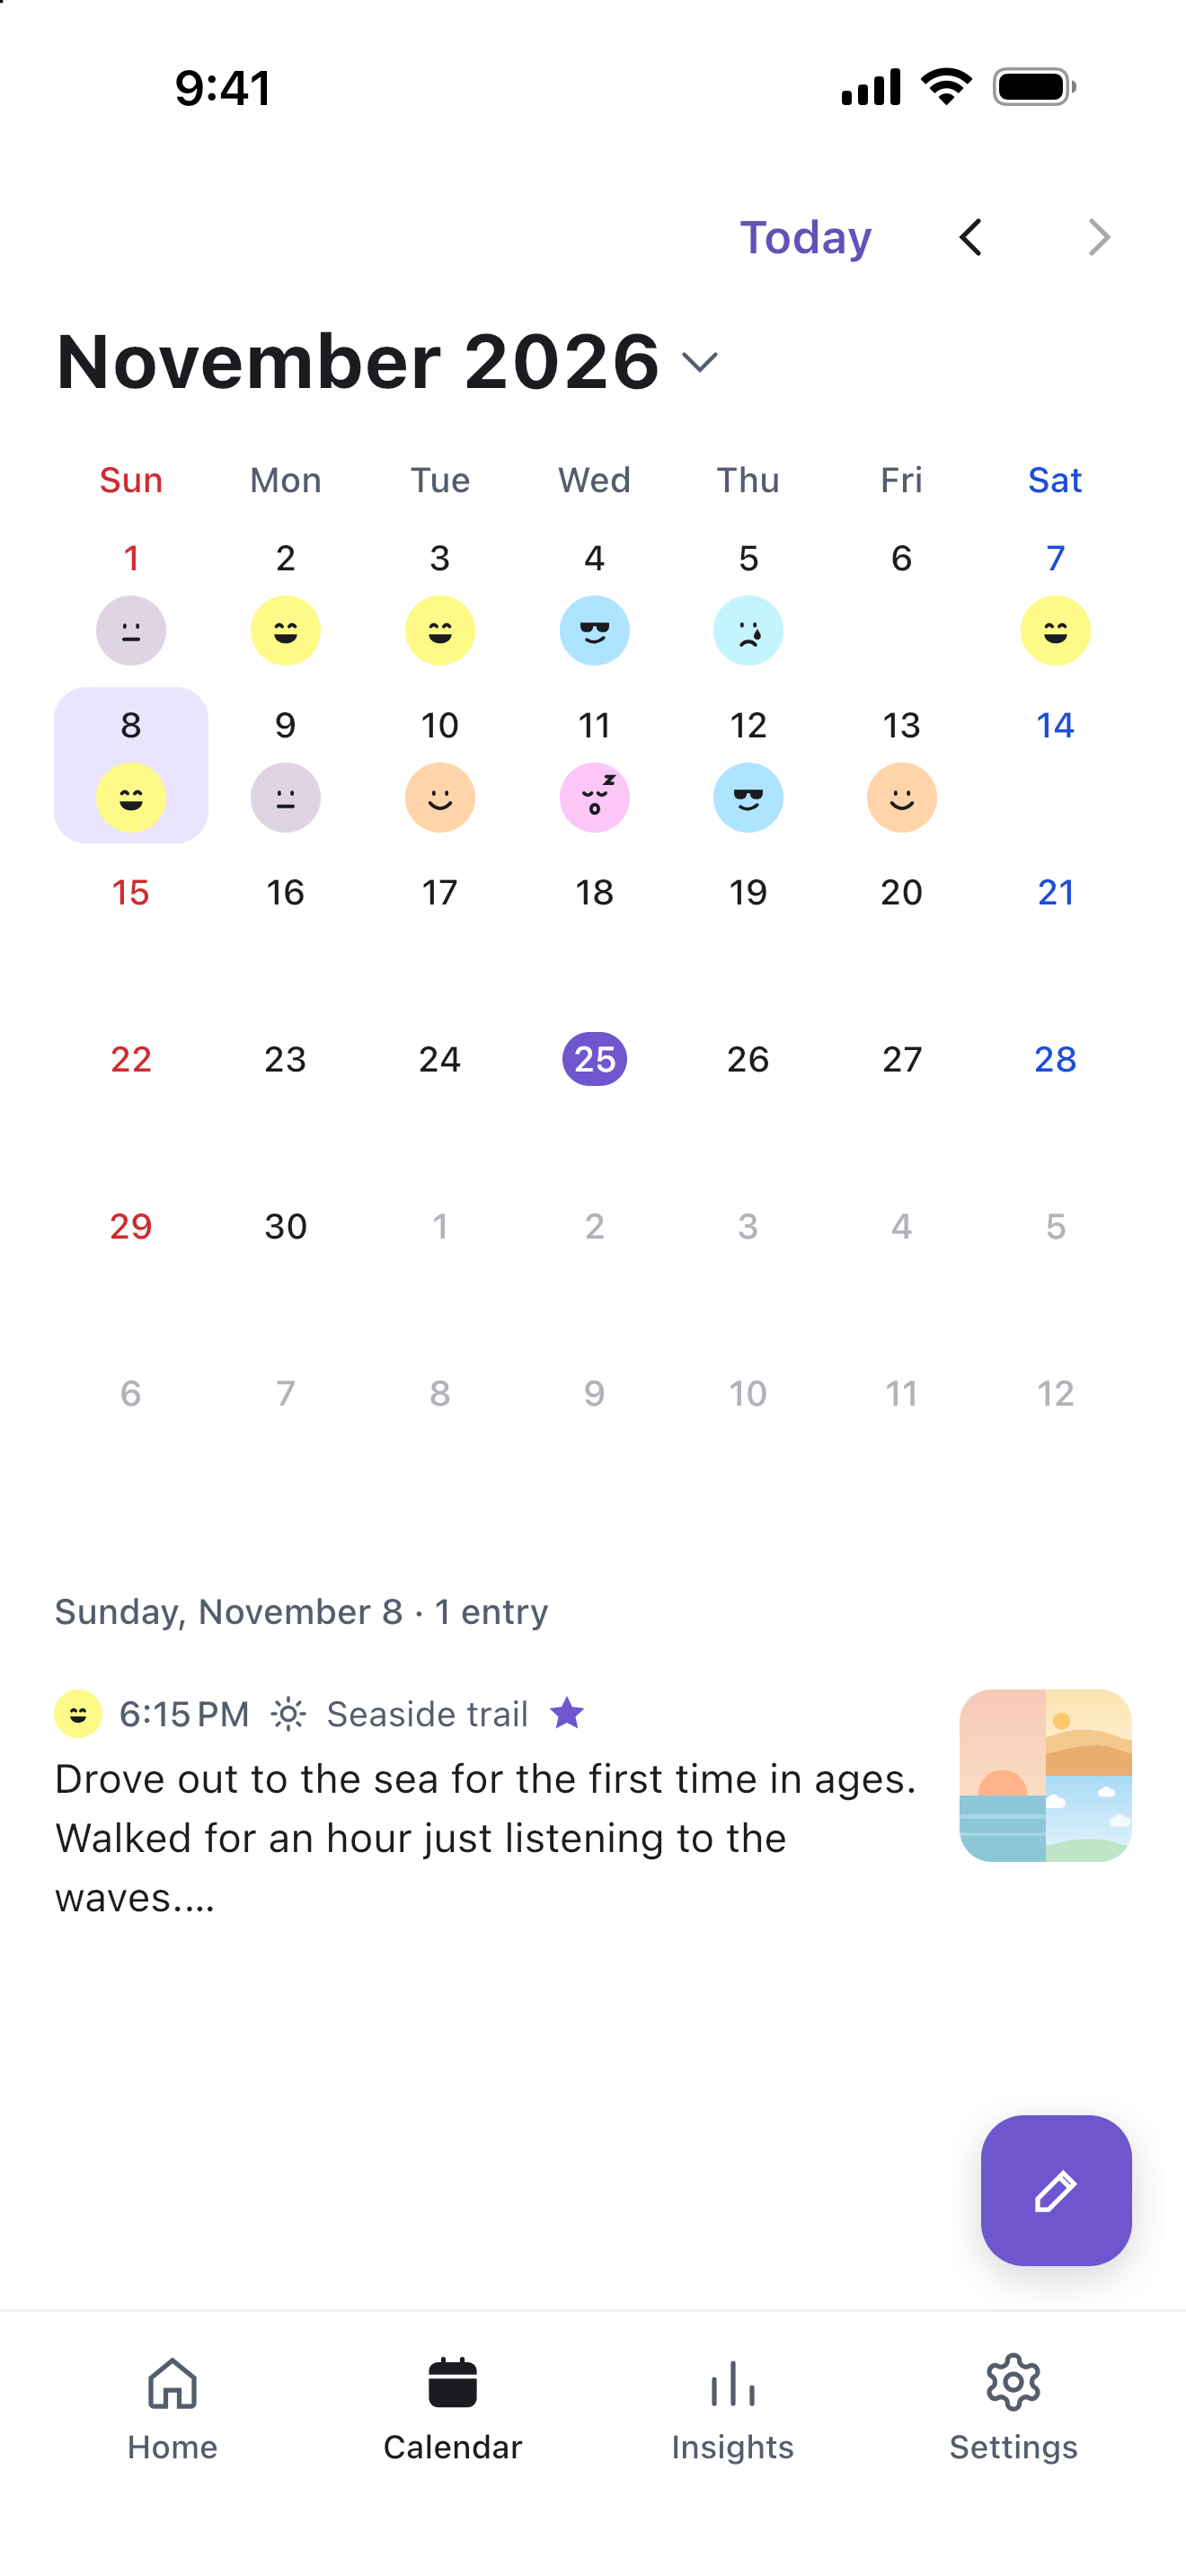 9:41
Today
November 2026
Sun Mon Tue Wed Thu Fri Sat
1 2 3 4 5 6 7
8 9 10 11 12 13 14
15 16 17 18 19 20 21
22 23 24 25 26 27 28
29 30 1 2 3 4 5
6 7 8 9 10 11 12
Sunday, November 8 · 1 entry
6:15 PM Seaside trail
Drove out to the sea for the first time in ages.
Walked for an hour just listening to the
waves.…
Home Calendar Insights Settings